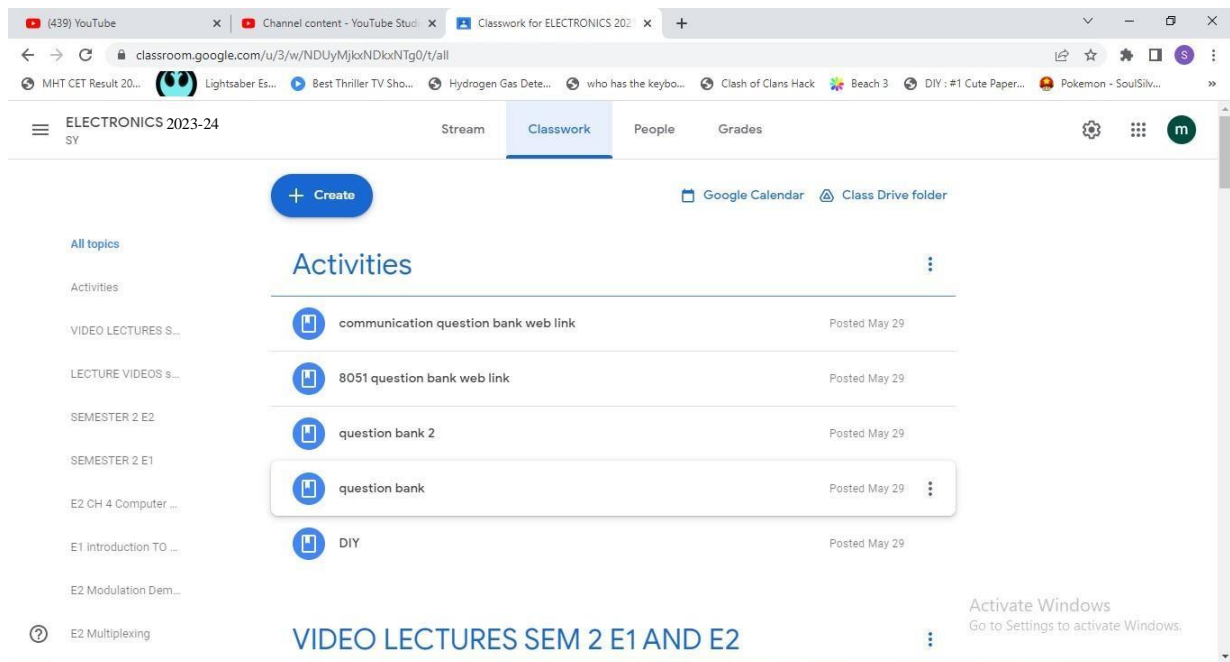 (439) YouTube
Channel content - YouTube Stud
Classwork for ELECTRONICS 202
classroom.google.com/u/3/w/NDUyMjkxNDkxNTg0/t/all
S
MHT CET Result 20... Lightsaber Es... Best Thriller TV Sho... Hydrogen Gas Dete... who has the keybo... Clash of Clans Hack Beach 3 DIY : #1 Cute Paper... Pokemon - SoulSilv... »
ELECTRONICS 2023-24
SY
Stream Classwork People Grades
m
+ Create
Google Calendar Class Drive folder
All topics
Activities
VIDEO LECTURES S...
LECTURE VIDEOS s...
SEMESTER 2 E2
SEMESTER 2 E1
E2 CH 4 Computer ...
E1 introduction TO ...
E2 Modulation Dem...
E2 Multiplexing
Activities
communication question bank web link Posted May 29
8051 question bank web link Posted May 29
question bank 2 Posted May 29
question bank Posted May 29
DIY Posted May 29
VIDEO LECTURES SEM 2 E1 AND E2
Activate Windows
Go to Settings to activate Windows.